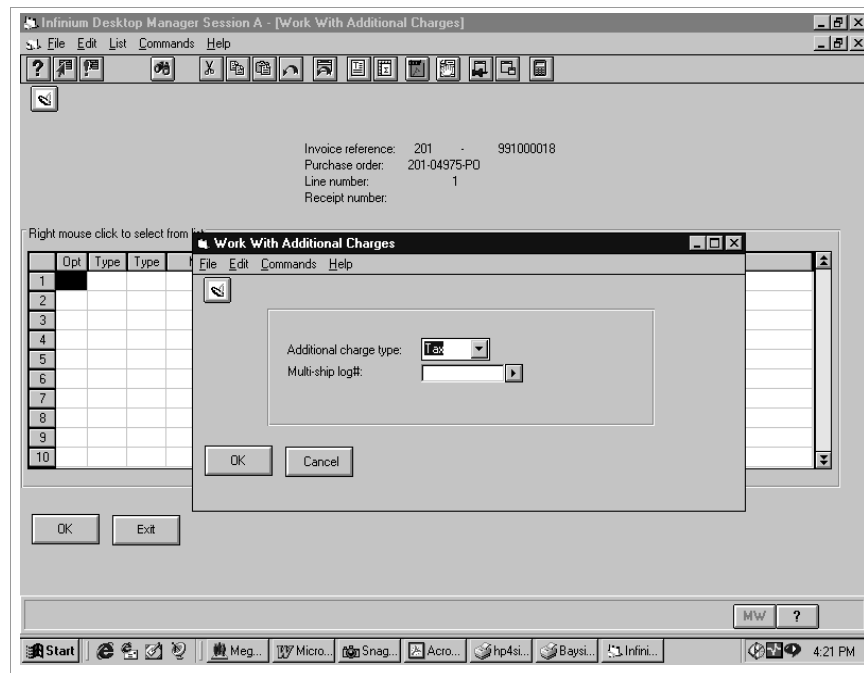 Infinium Desktop Manager Session A - [Work With Additional Charges]
File Edit List Commands Help
Invoice reference: 201 - 991000018
Purchase order: 201-04975-PO
Line number: 1
Receipt number:
Right mouse click to select from list
Opt Type Type
1
2
3
4
5
6
7
8
9
10
Work With Additional Charges
File Edit Commands Help
Additional charge type: Tax
Multi-ship log#:
OK Cancel
OK Exit
MW ?
Start Meg... Micro... Snag... Acro... hp4si... Baysi... Infini... 4:21 PM